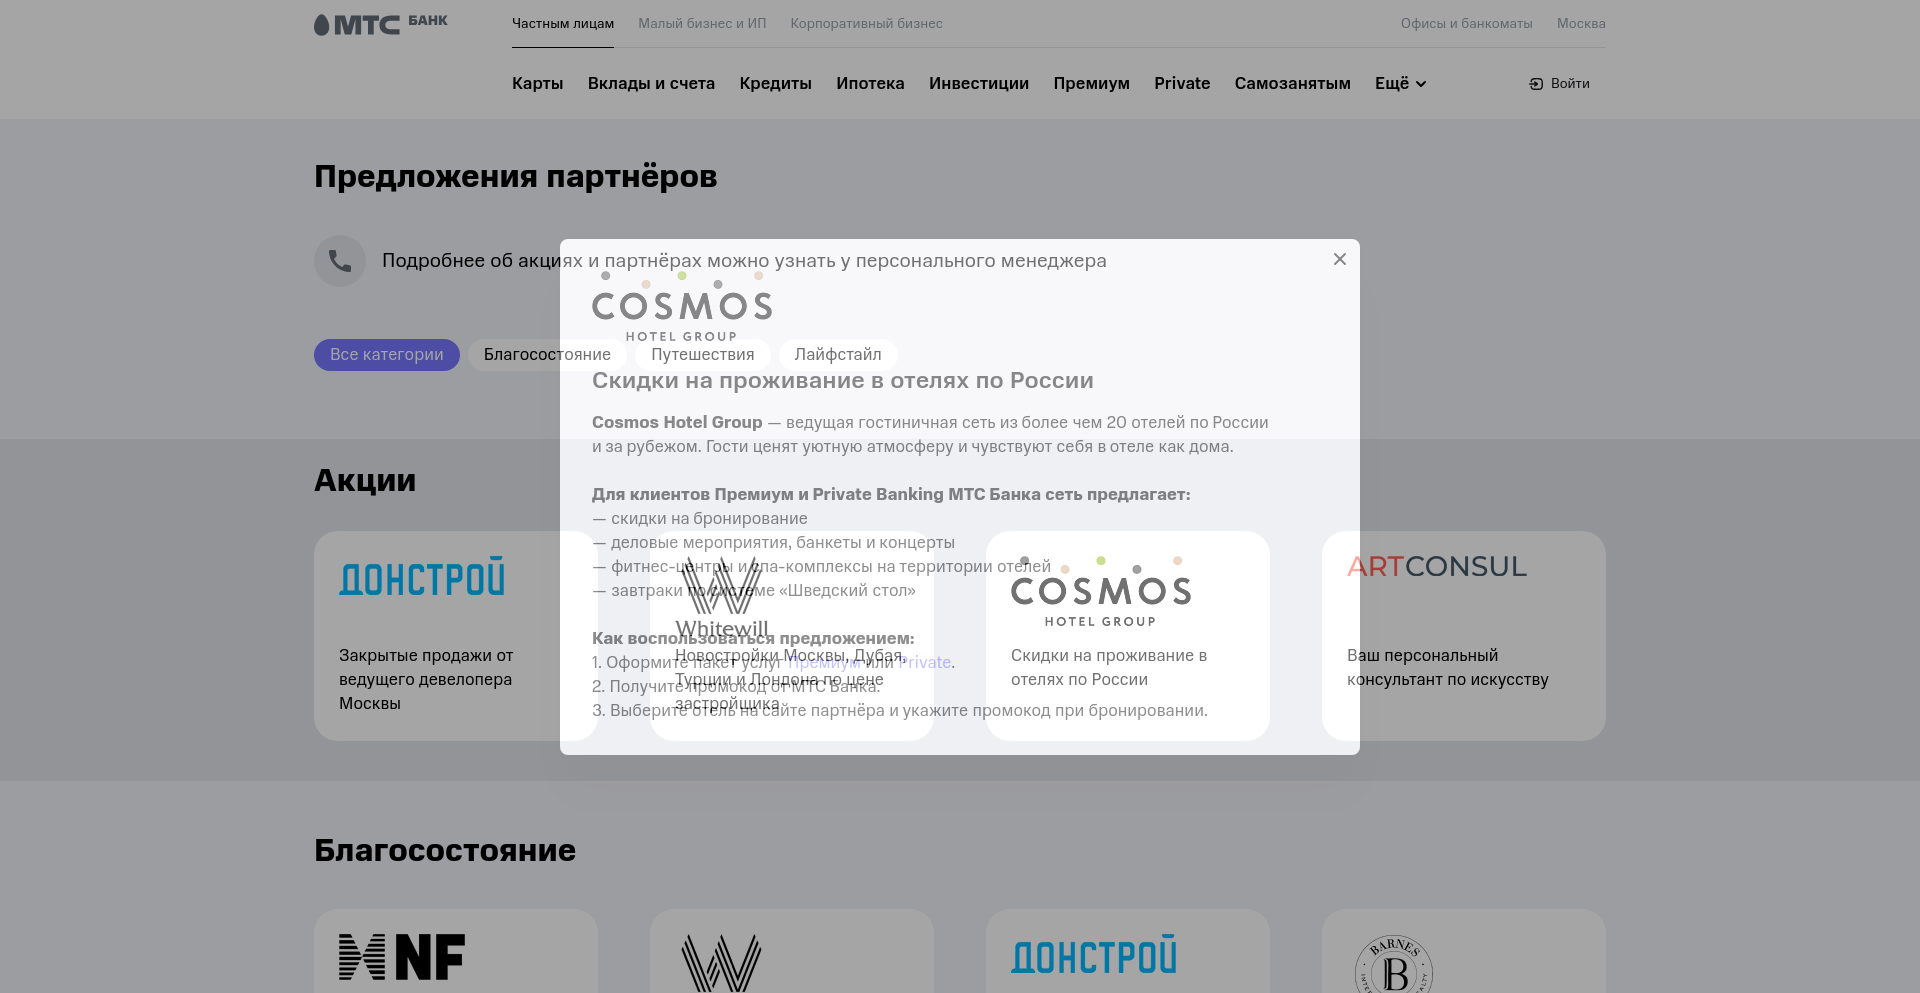 МТС БАНК
Частным лицам
Малый бизнес и ИП
Корпоративный бизнес
Офисы и банкоматы
Москва
Карты
Вклады и счета
Кредиты
Ипотека
Инвестиции
Премиум
Private
Самозанятым
Ещё
Войти
Предложения партнёров
Подробнее об акциях и партнёрах можно узнать у персонального менеджера
Все категории
Благосостояние
Путешествия
Лайфстайл
COSMOS
HOTEL GROUP
Скидки на проживание в отелях по России
Cosmos Hotel Group — ведущая гостиничная сеть из более чем 20 отелей по России
и за рубежом. Гости ценят уютную атмосферу и чувствуют себя в отеле как дома.
Для клиентов Премиум и Private Banking МТС Банка сеть предлагает:
— скидки на бронирование
— деловые мероприятия, банкеты и концерты
— фитнес-центры и спа-комплексы на территории отелей
— завтраки по системе «Шведский стол»
Как воспользоваться предложением:
1. Оформите пакет услуг Премиум или Private.
2. Получите промокод от МТС Банка.
3. Выберите отель на сайте партнёра и укажите промокод при бронировании.
Акции
ДОНСТРОЙ
Закрытые продажи от
ведущего девелопера
Москвы
Whitewill
Новостройки Москвы, Дубая,
Турции и Лондона по цене
застройщика
COSMOS
HOTEL GROUP
Скидки на проживание в
отелях по России
ARTCONSUL
Ваш персональный
консультант по искусству
Благосостояние
NF
ДОНСТРОЙ
BARNES
B